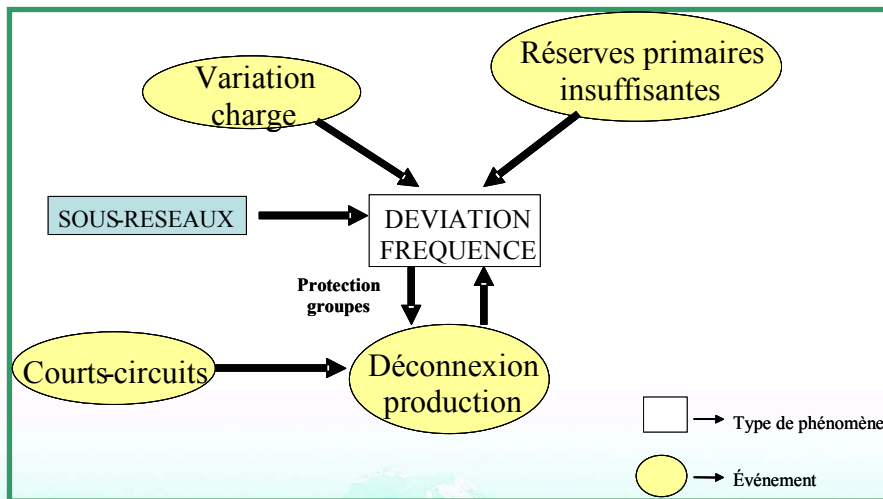 Variation
charge
Réserves primaires
insuffisantes
SOUS-RESEAUX
DEVIATION
FREQUENCE
Protection
groupes
Courts-circuits
Déconnexion
production
Type de phénomène
Événement